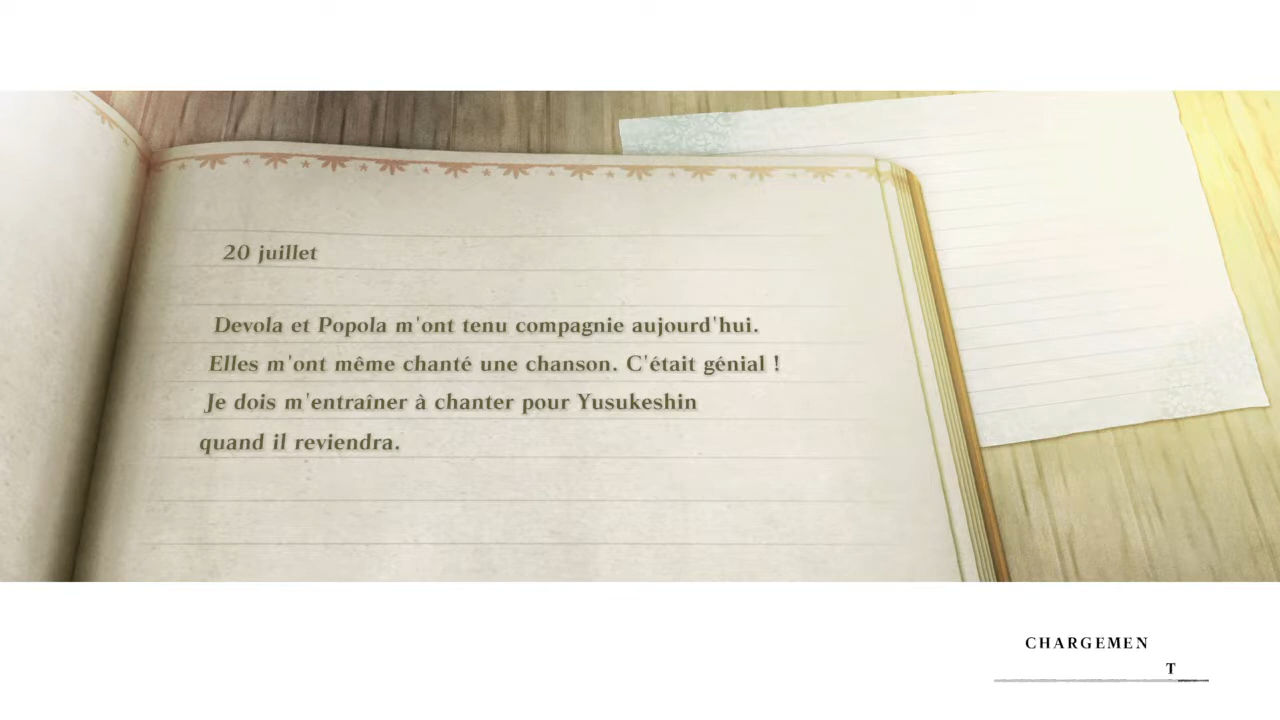 20 juillet
Devola et Popola m'ont tenu compagnie aujourd'hui.
Elles m'ont même chanté une chanson. C'était génial !
Je dois m'entraîner à chanter pour Yusukeshin
quand il reviendra.
CHARGEMEN
T